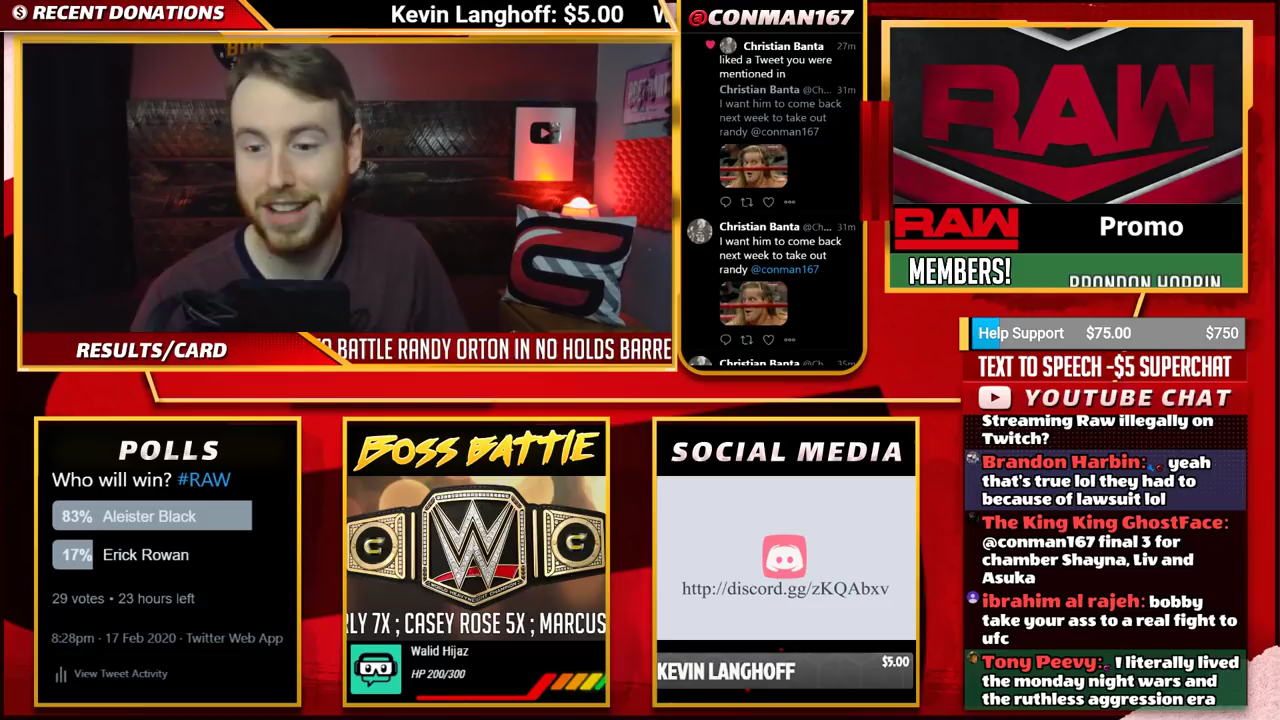 RECENT DONATIONS
Kevin Langhoff: $5.00
@CONMAN167
Christian Banta 27m
liked a Tweet you were
mentioned in
Christian Banta @Ch... 31m
I want him to come back
next week to take out
randy @conman167
Christian Banta @Ch... 31m
I want him to come back
next week to take out
randy @conman167
Christian Banta @Ch... 35m
RAW
RAW
Promo
MEMBERS!
BRONDON HARBIN
RESULTS/CARD
O BATTLE RANDY ORTON IN NO HOLDS BARRE
Help Support $75.00 $750
TEXT TO SPEECH -$5 SUPERCHAT
YOUTUBE CHAT
Streaming Raw illegally on
Twitch?
Brandon Harbin: yeah
that's true lol they had to
because of lawsuit lol
The King King GhostFace:
@conman167 final 3 for
chamber Shayna, Liv and
Asuka
ibrahim al rajeh: bobby
take your ass to a real fight to
ufc
Tony Peevy: I literally lived
the monday night wars and
the ruthless aggression era
POLLS
Who will win? #RAW
83% Aleister Black
17% Erick Rowan
29 votes · 23 hours left
8:28pm · 17 Feb 2020 · Twitter Web App
View Tweet Activity
BOSS BATTLE
RLY 7X ; CASEY ROSE 5X ; MARCUS
Walid Hijaz
HP 200/300
SOCIAL MEDIA
http://discord.gg/zKQAbxv
KEVIN LANGHOFF $5.00